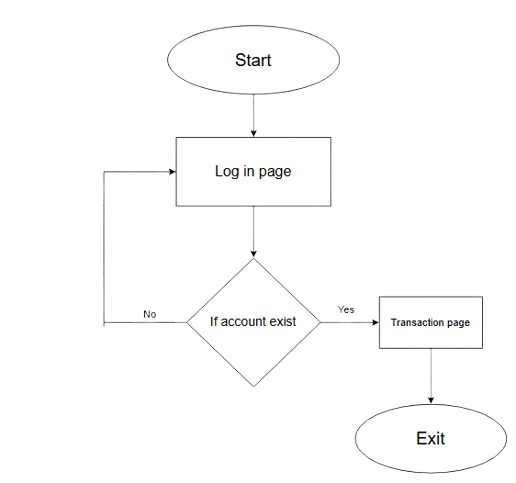 Start
Log in page
If account exist
No
Yes
Transaction page
Exit